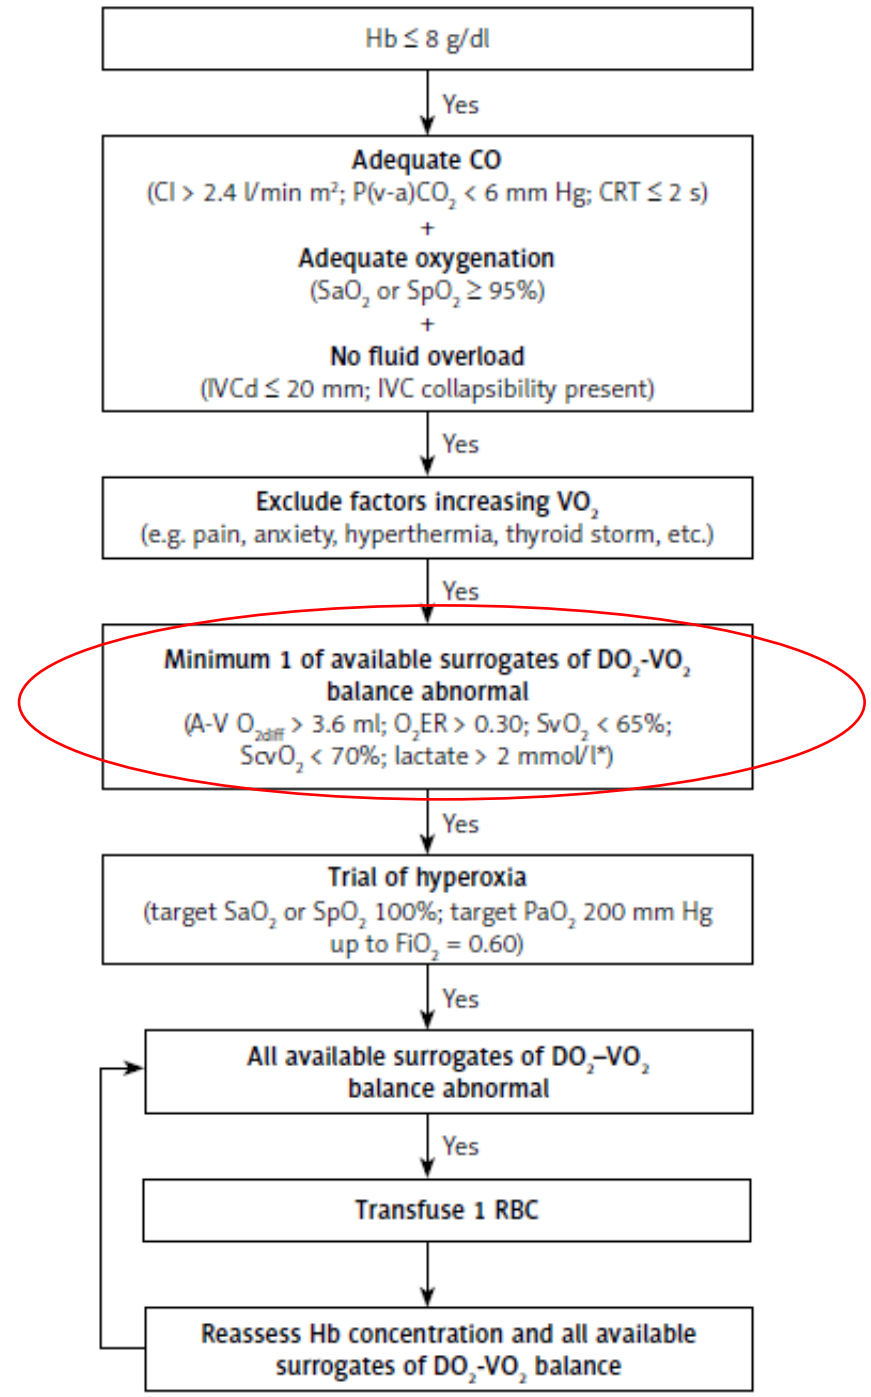 Hb ≤ 8 g/dl
Yes
Adequate CO
(CI > 2.4 l/min m²; P(v-a)CO₂ < 6 mm Hg; CRT ≤ 2 s)
+
Adequate oxygenation
(SaO₂ or SpO₂ ≥ 95%)
+
No fluid overload
(IVCd ≤ 20 mm; IVC collapsibility present)
Yes
Exclude factors increasing VO₂
(e.g. pain, anxiety, hyperthermia, thyroid storm, etc.)
Yes
Minimum 1 of available surrogates of DO₂-VO₂
balance abnormal
(A-V O₂diff > 3.6 ml; O₂ER > 0.30; SvO₂ < 65%;
ScvO₂ < 70%; lactate > 2 mmol/l*)
Yes
Trial of hyperoxia
(target SaO₂ or SpO₂ 100%; target PaO₂ 200 mm Hg
up to FiO₂ = 0.60)
Yes
All available surrogates of DO₂–VO₂
balance abnormal
Yes
Transfuse 1 RBC
Reassess Hb concentration and all available
surrogates of DO₂-VO₂ balance